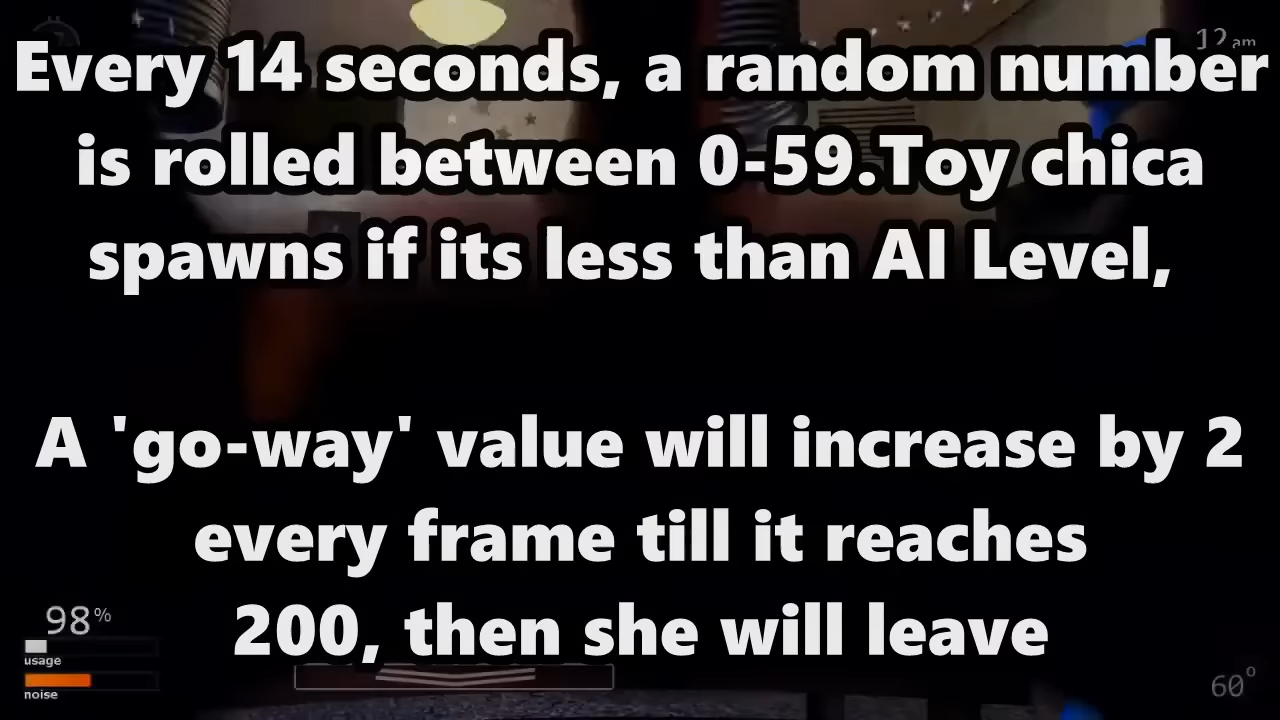 12 am
Every 14 seconds, a random number
is rolled between 0-59.Toy chica
spawns if its less than AI Level,
A 'go-way' value will increase by 2
every frame till it reaches
200, then she will leave
98%
usage
noise
60°